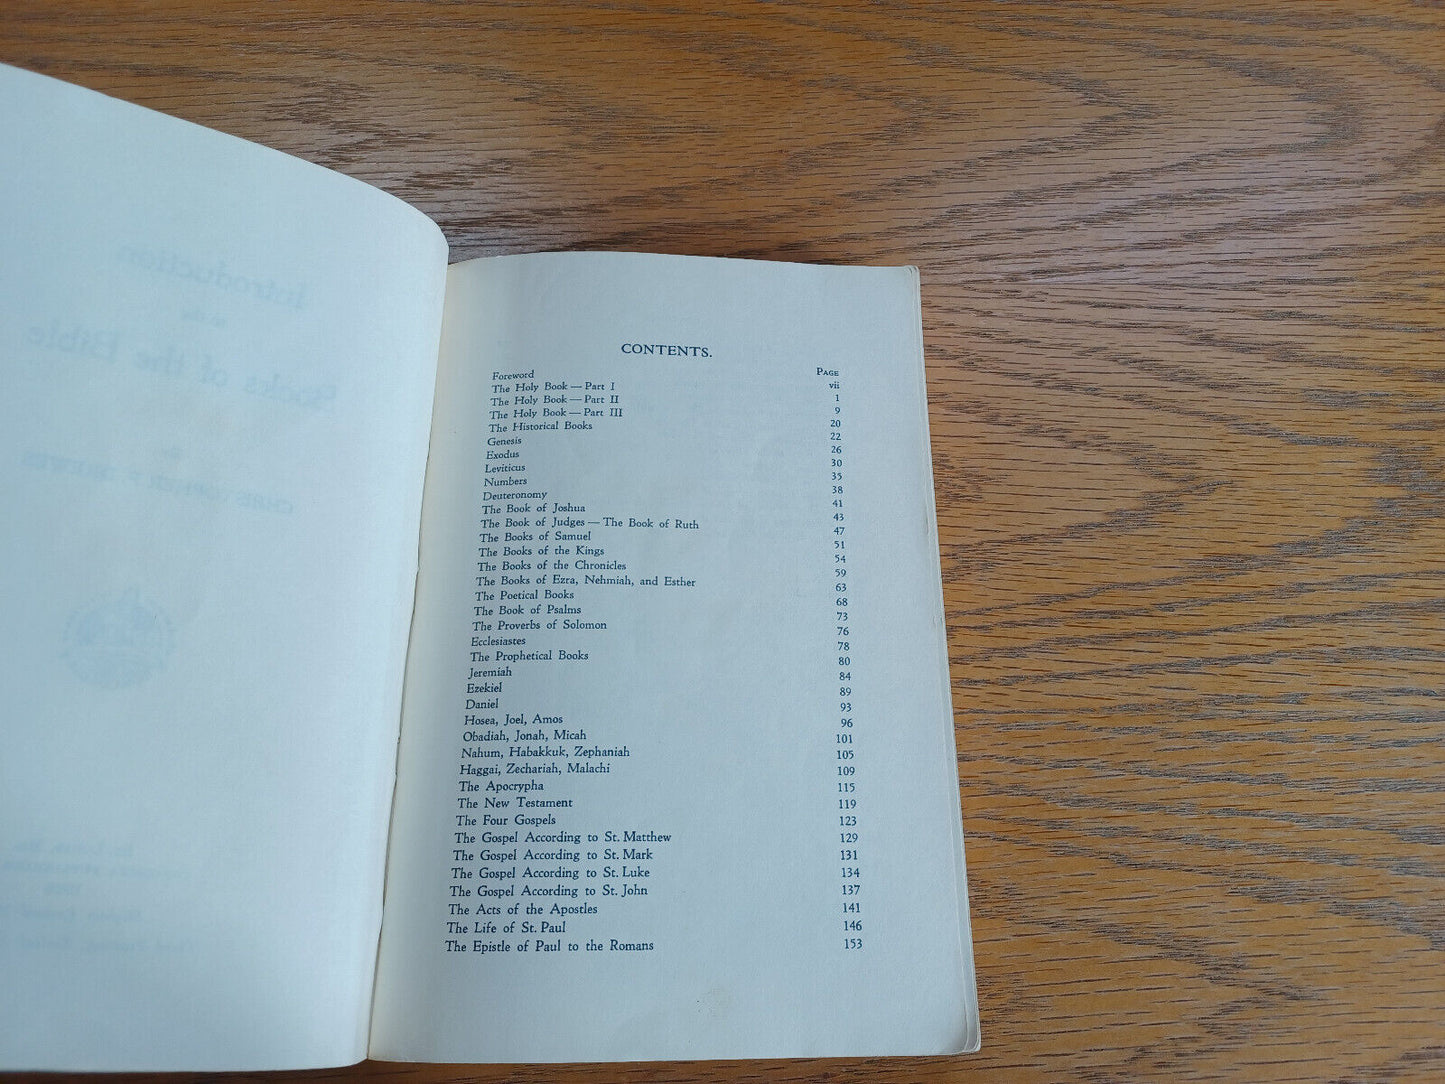 CONTENTS.
PAGE
Foreword vii
The Holy Book — Part I 1
The Holy Book — Part II 9
The Holy Book — Part III 20
The Historical Books 22
Genesis 26
Exodus 30
Leviticus 35
Numbers 38
Deuteronomy 41
The Book of Joshua 43
The Book of Judges — The Book of Ruth 47
The Books of Samuel 51
The Books of the Kings 54
The Books of the Chronicles 59
The Books of Ezra, Nehmiah, and Esther 63
The Poetical Books 68
The Book of Psalms 73
The Proverbs of Solomon 76
Ecclesiastes 78
The Prophetical Books 80
Jeremiah 84
Ezekiel 89
Daniel 93
Hosea, Joel, Amos 96
Obadiah, Jonah, Micah 101
Nahum, Habakkuk, Zephaniah 105
Haggai, Zechariah, Malachi 109
The Apocrypha 115
The New Testament 119
The Four Gospels 123
The Gospel According to St. Matthew 129
The Gospel According to St. Mark 131
The Gospel According to St. Luke 134
The Gospel According to St. John 137
The Acts of the Apostles 141
The Life of St. Paul 146
The Epistle of Paul to the Romans 153